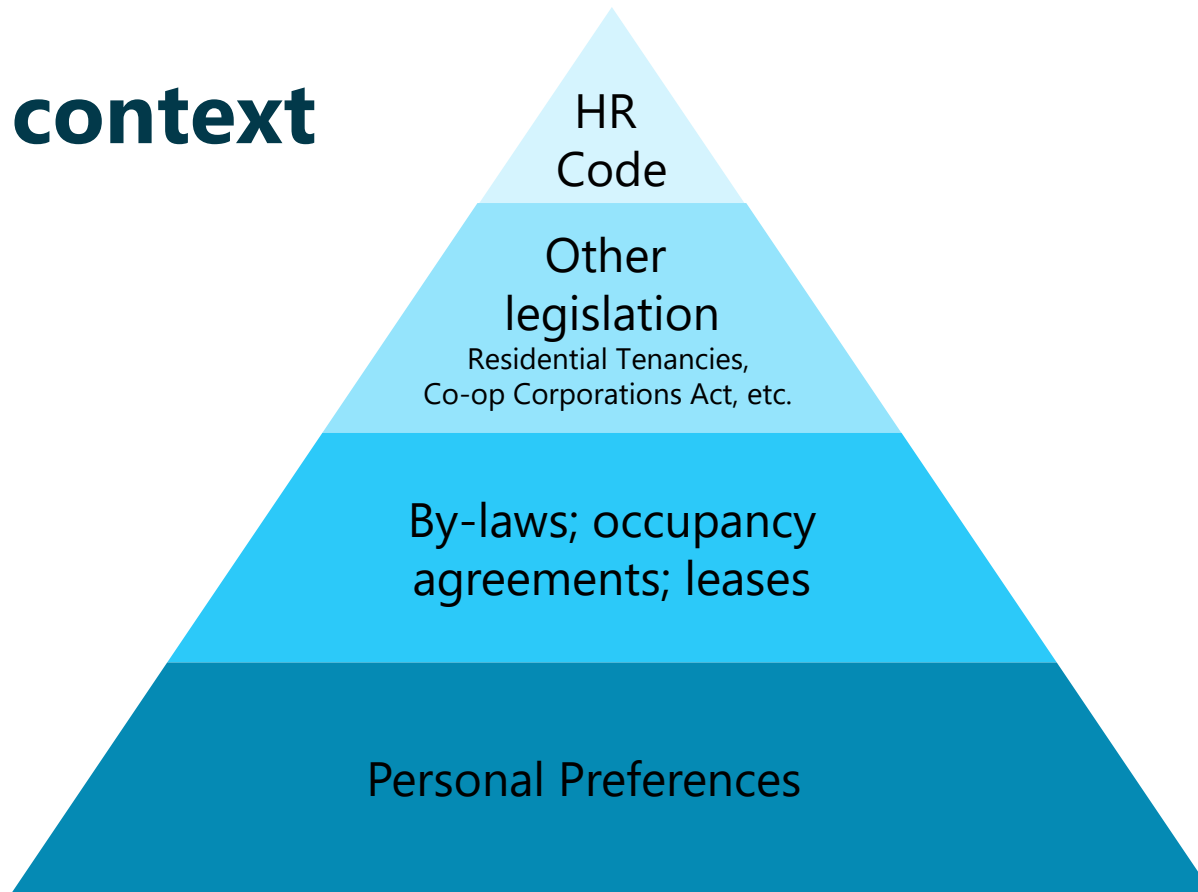 context
HR
Code
Other
legislation
Residential Tenancies,
Co-op Corporations Act, etc.
By-laws; occupancy
agreements; leases
Personal Preferences